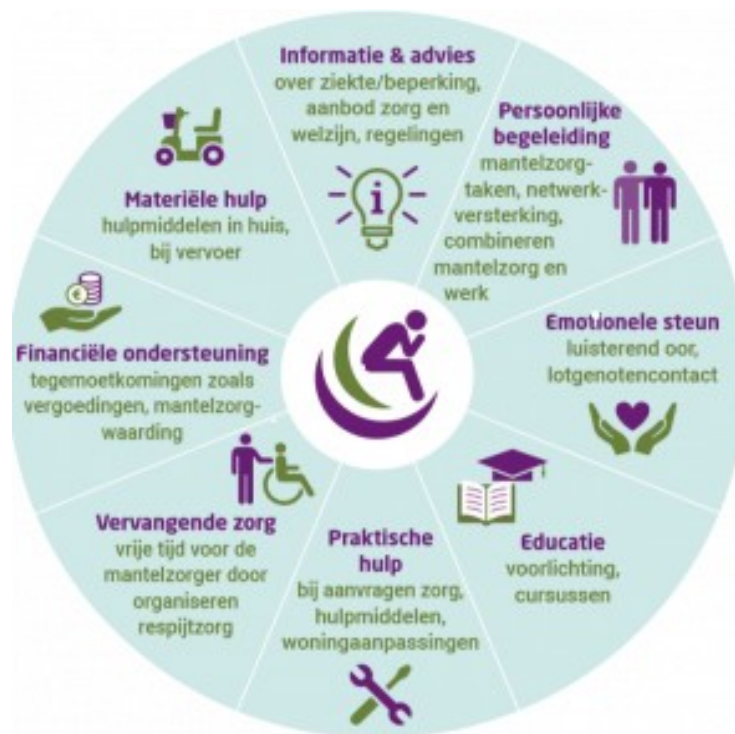 Informatie & advies
over ziekte/beperking,
aanbod zorg en
welzijn, regelingen
i
Persoonlijke
begeleiding
mantelzorg-
taken, netwerk-
versterking,
combineren
mantelzorg en
werk
Emotionele steun
luisterend oor,
lotgenotencontact
Educatie
voorlichting,
cursussen
Praktische
hulp
bij aanvragen zorg,
hulpmiddelen,
woningaanpassingen
Vervangende zorg
vrije tijd voor de
mantelzorger door
organiseren
respijtzorg
€
Financiële ondersteuning
tegemoetkomingen zoals
vergoedingen, mantelzorg-
waarding
Materiële hulp
hulpmiddelen in huis,
bij vervoer